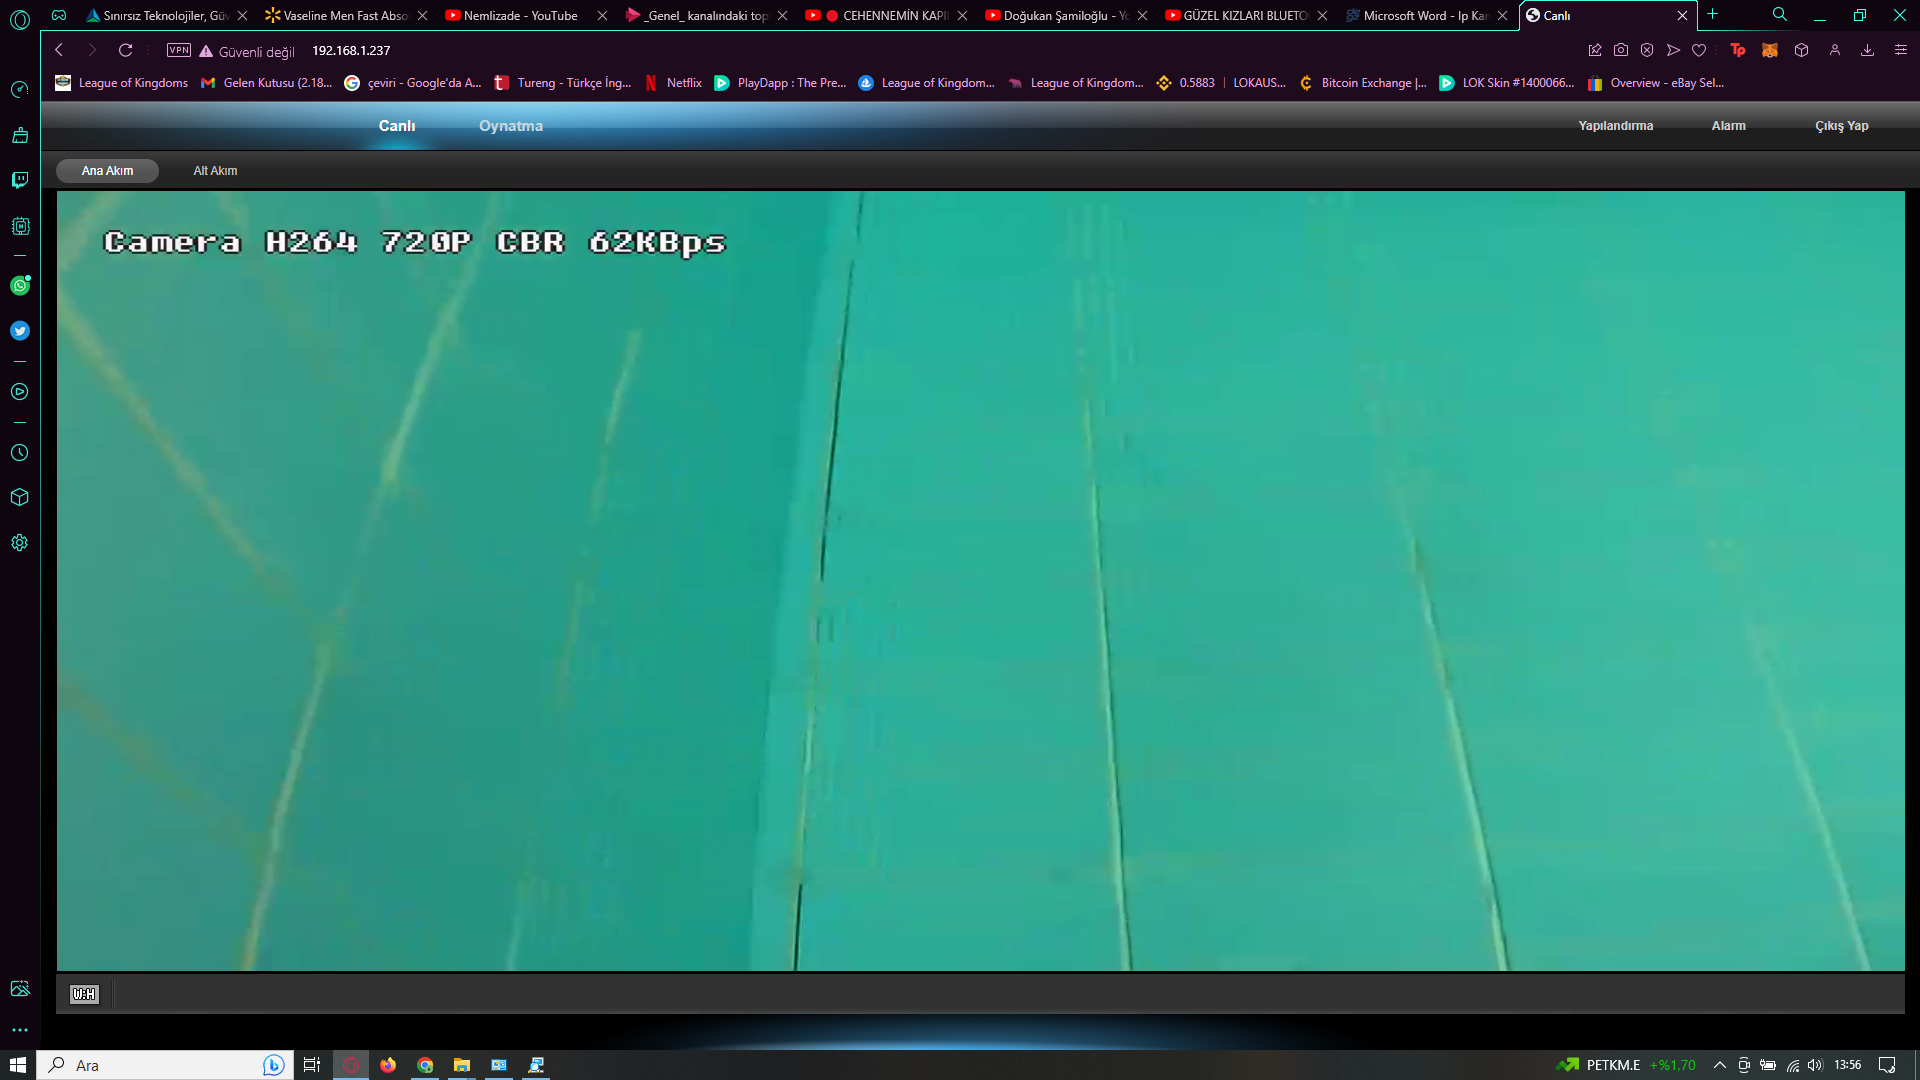 Sınırsız Teknolojiler, Gü
Vaseline Men Fast Abso
Nemlizade - YouTube
_Genel_ kanalındaki top
CEHENNEMİN KAPI
Doğukan Şamiloğlu - Yo
GÜZEL KIZLARI BLUETO
Microsoft Word - Ip Kar
Canlı
VPN Güvenli değil 192.168.1.237
Tp
League of Kingdoms
Gelen Kutusu (2.18...
çeviri - Google'da A...
Tureng - Türkçe İng...
Netflix
PlayDapp : The Pre...
League of Kingdom...
League of Kingdom...
0.5883 | LOKAUS...
Bitcoin Exchange |...
LOK Skin #1400066...
Overview - eBay Sel...
Canlı Oynatma Yapılandırma Alarm Çıkış Yap
Ana Akım Alt Akım
Camera H264 720P CBR 62KBps
W:H
Ara
PETKM.E +%1,70
13:56